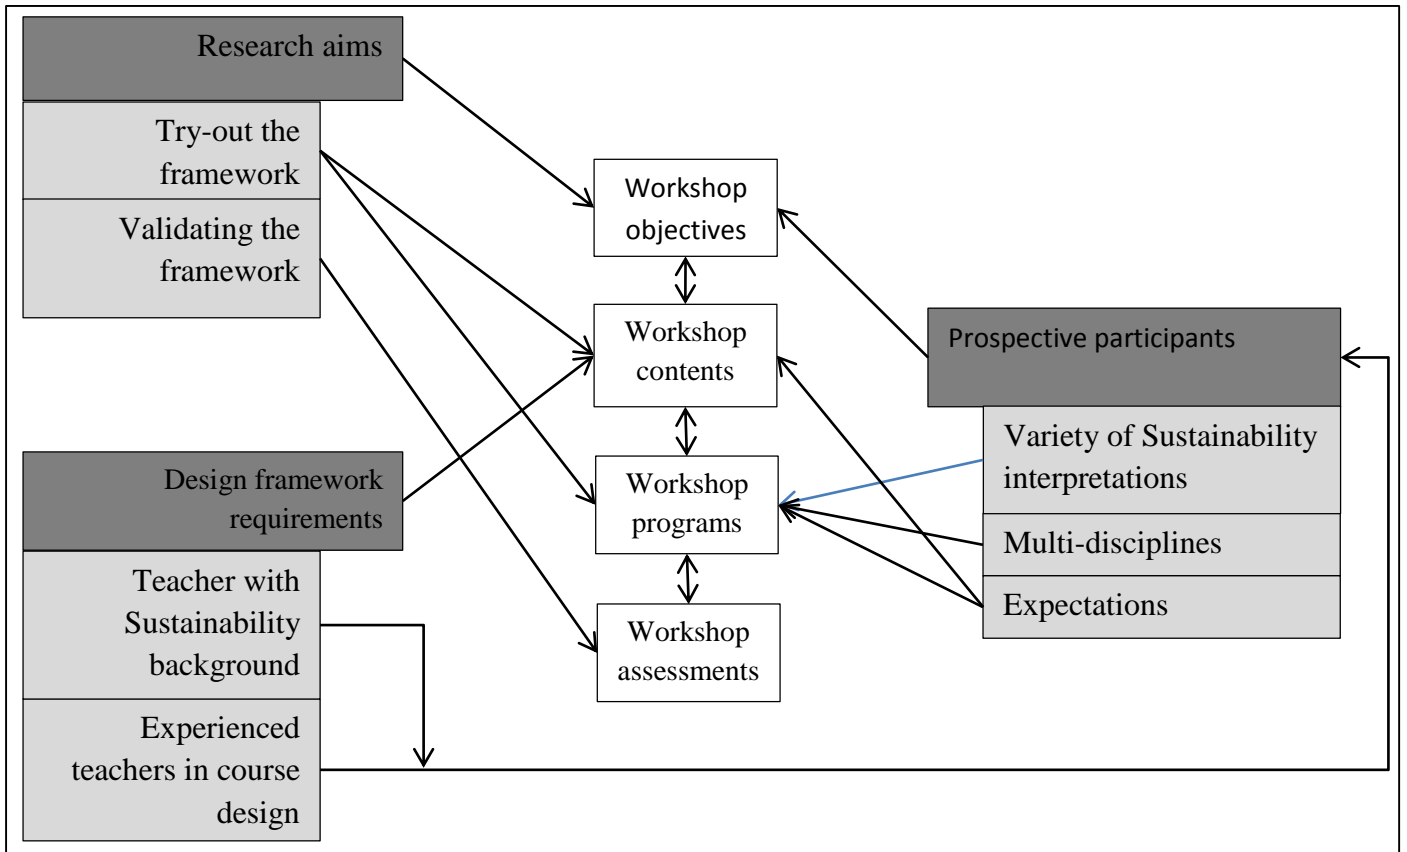 Research aims
Try-out the
framework
Validating the
framework
Design framework
requirements
Teacher with
Sustainability
background
Experienced
teachers in course
design
Workshop
objectives
Workshop
contents
Workshop
programs
Workshop
assessments
Prospective participants
Variety of Sustainability
interpretations
Multi-disciplines
Expectations